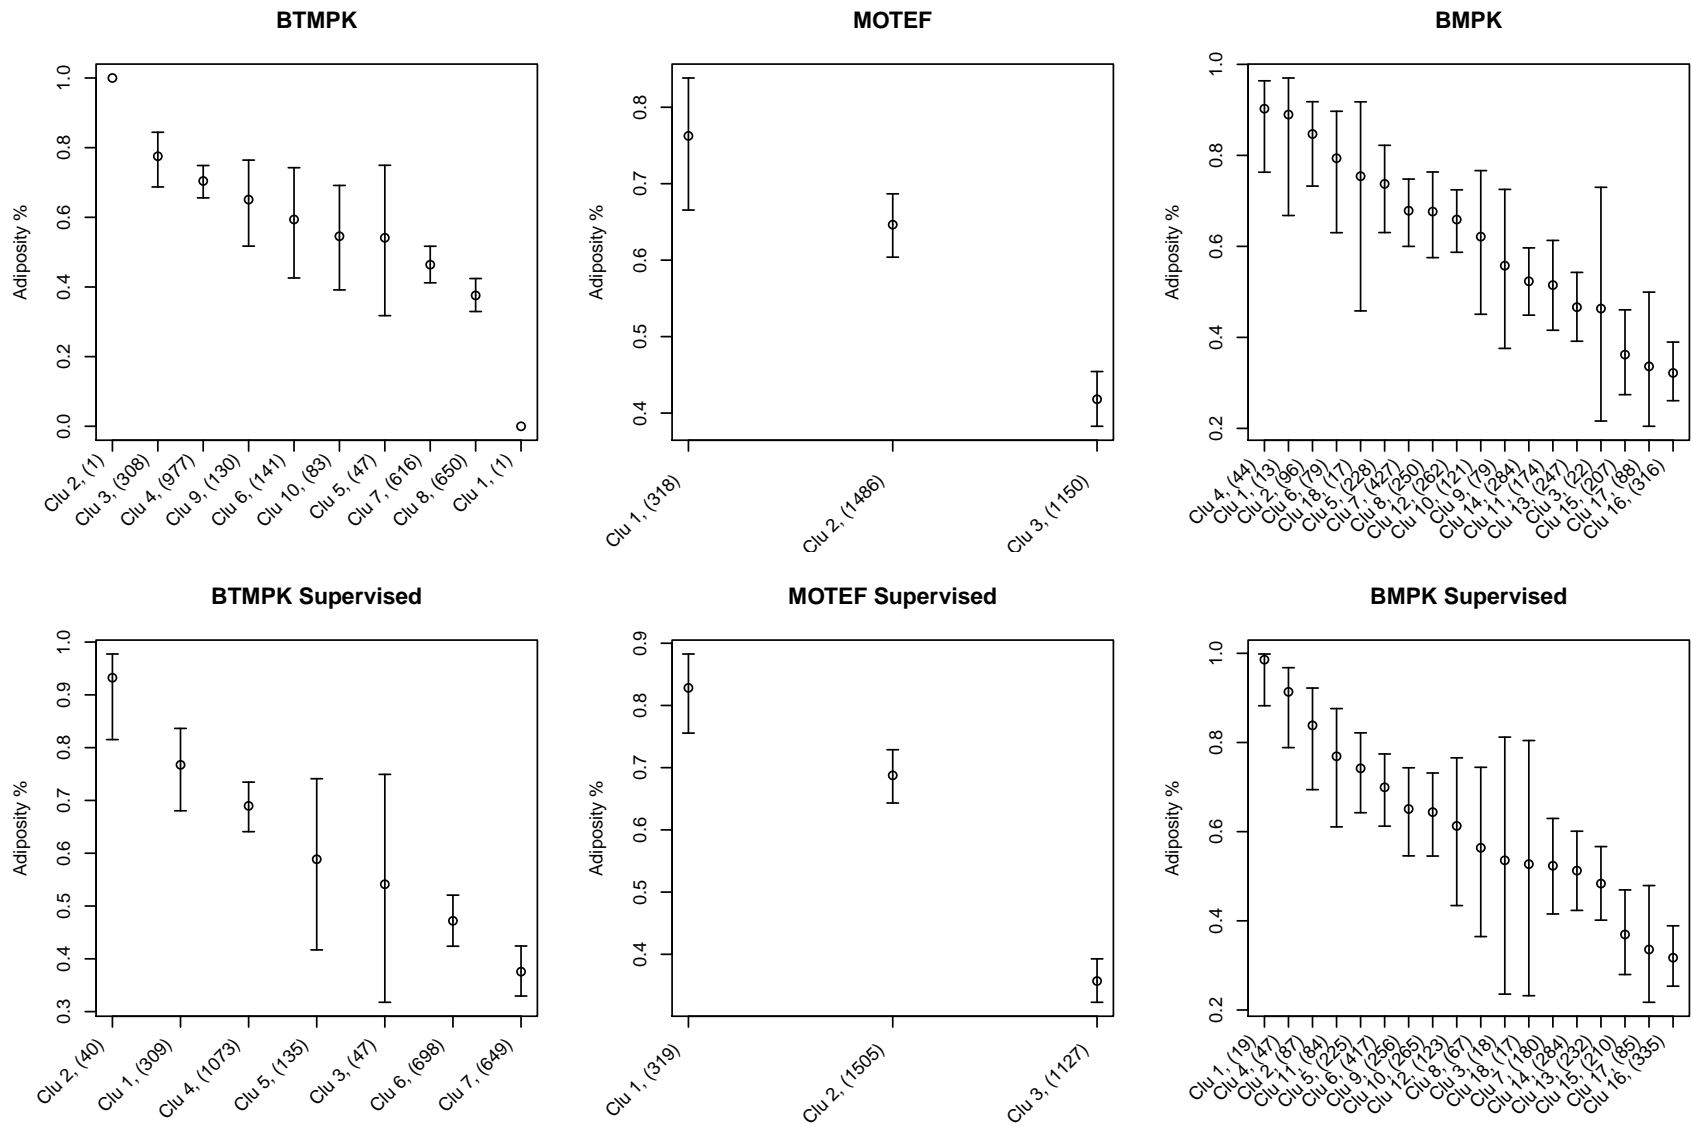 BTMPK
Adiposity %
1.0
0.8
0.6
0.4
0.2
0.0
Clu 2, (1)
Clu 3, (308)
Clu 4, (977)
Clu 9, (130)
Clu 6, (141)
Clu 10, (83)
Clu 5, (47)
Clu 7, (616)
Clu 8, (650)
Clu 1, (1)
MOTEF
Adiposity %
0.8
0.7
0.6
0.5
0.4
Clu 1, (318)
Clu 2, (1486)
Clu 3, (1150)
BMPK
Adiposity %
1.0
0.8
0.6
0.4
0.2
Clu 4, (44)
Clu 1, (13)
Clu 2, (96)
Clu 6, (79)
Clu 18, (17)
Clu 5, (228)
Clu 7, (427)
Clu 8, (250)
Clu 12, (262)
Clu 10, (121)
Clu 9, (79)
Clu 14, (284)
Clu 11, (174)
Clu 13, (247)
Clu 3, (22)
Clu 15, (207)
Clu 17, (88)
Clu 16, (316)
BTMPK Supervised
Adiposity %
1.0
0.9
0.8
0.7
0.6
0.5
0.4
0.3
Clu 2, (40)
Clu 1, (309)
Clu 4, (1073)
Clu 5, (135)
Clu 3, (47)
Clu 6, (698)
Clu 7, (649)
MOTEF Supervised
Adiposity %
0.9
0.8
0.7
0.6
0.5
0.4
Clu 1, (319)
Clu 2, (1505)
Clu 3, (1127)
BMPK Supervised
Adiposity %
1.0
0.8
0.6
0.4
0.2
Clu 1, (19)
Clu 4, (47)
Clu 2, (87)
Clu 11, (84)
Clu 5, (225)
Clu 6, (417)
Clu 9, (256)
Clu 10, (265)
Clu 12, (123)
Clu 8, (67)
Clu 3, (18)
Clu 18, (17)
Clu 7, (180)
Clu 14, (284)
Clu 13, (232)
Clu 15, (210)
Clu 17, (85)
Clu 16, (335)